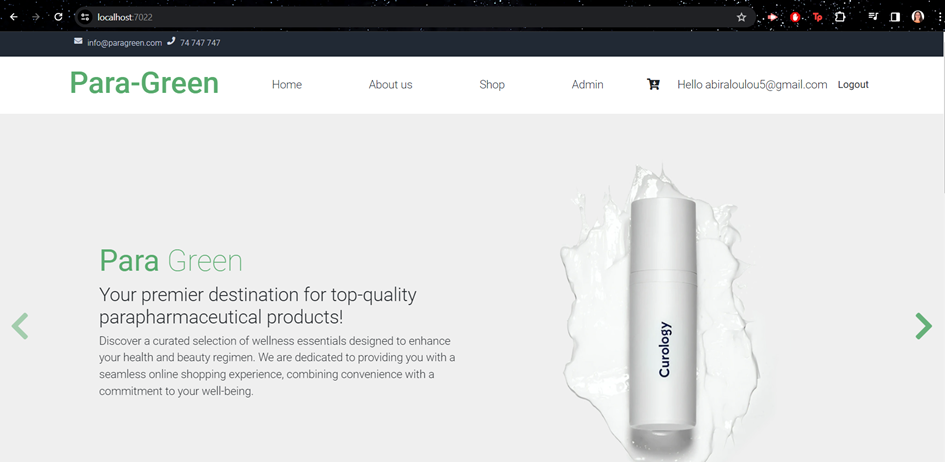 localhost:7022
info@paragreen.com 74 747 747
Para-Green Home About us Shop Admin Hello abiraloulou5@gmail.com Logout
Para Green
Your premier destination for top-quality
parapharmaceutical products!
Discover a curated selection of wellness essentials designed to enhance
your health and beauty regimen. We are dedicated to providing you with a
seamless online shopping experience, combining convenience with a
commitment to your well-being.
Curology